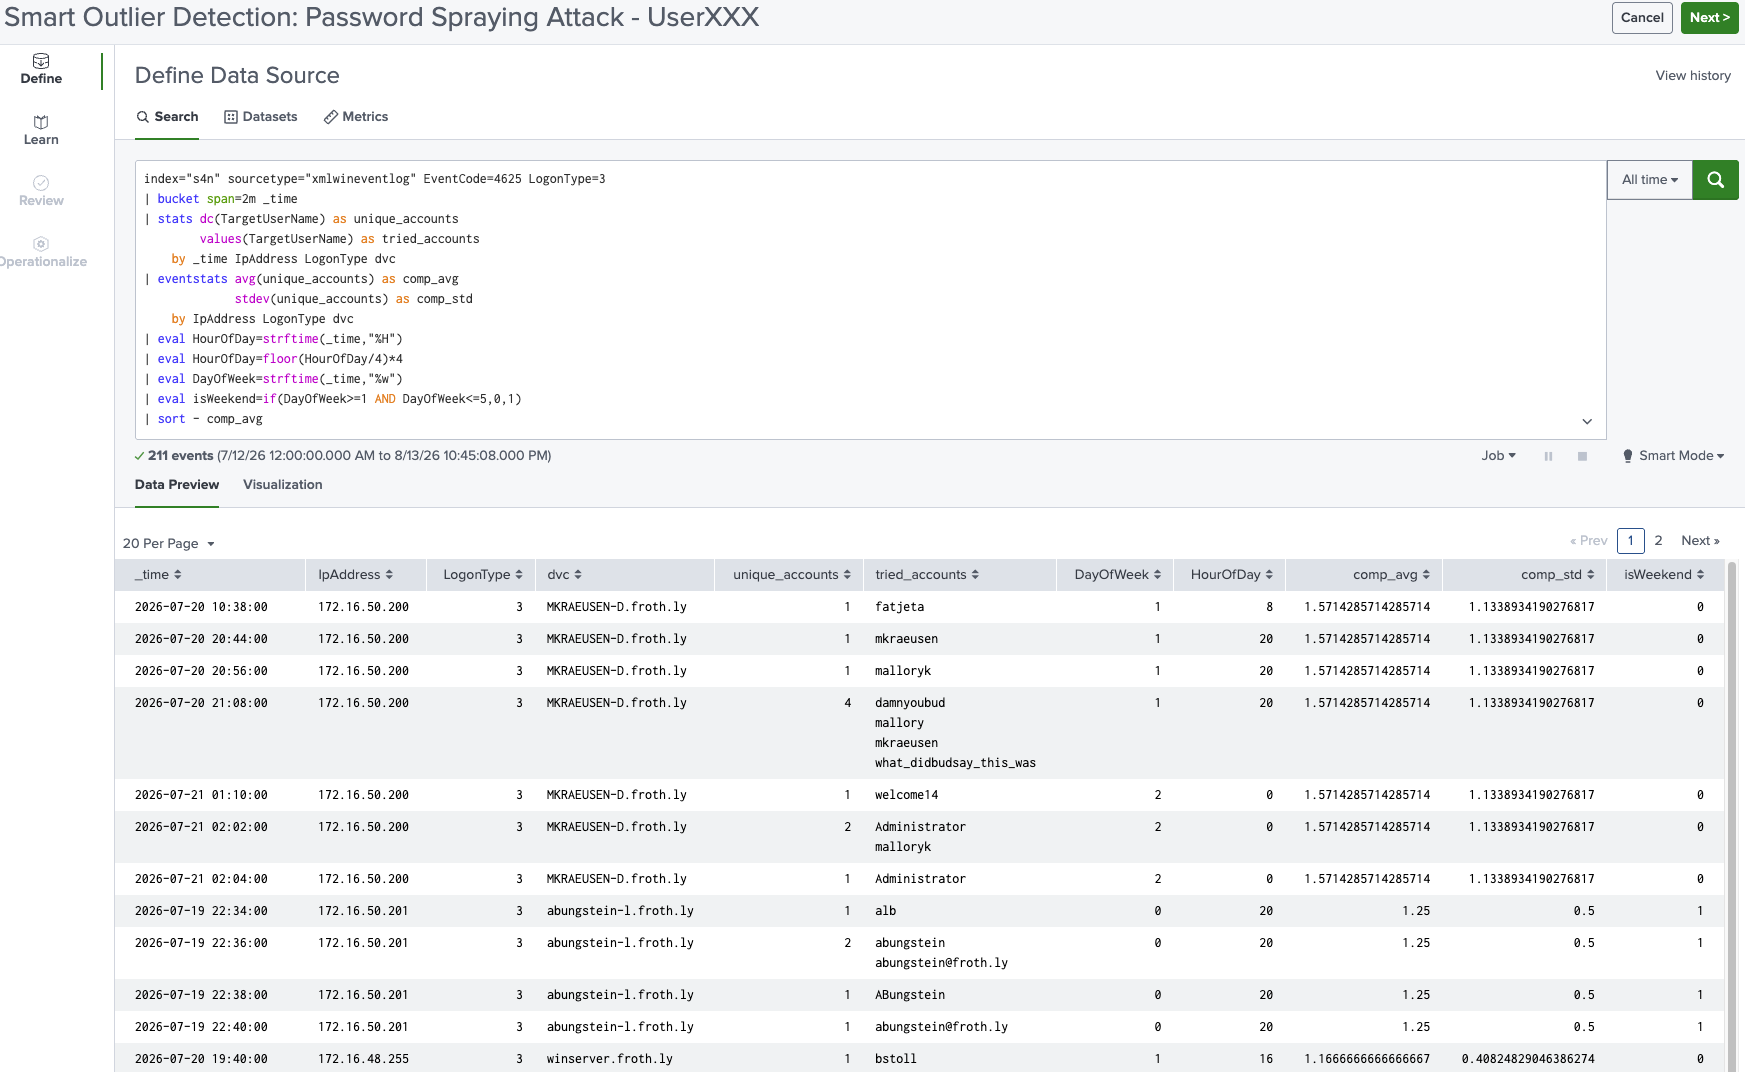 Smart Outlier Detection: Password Spraying Attack - UserXXX
Cancel
Next >
Define
Learn
Review
Operationalize
Define Data Source
View history
Search
Datasets
Metrics
index="s4n" sourcetype="xmlwineventlog" EventCode=4625 LogonType=3
| bucket span=2m _time
| stats dc(TargetUserName) as unique_accounts
values(TargetUserName) as tried_accounts
by _time IpAddress LogonType dvc
| eventstats avg(unique_accounts) as comp_avg
stdev(unique_accounts) as comp_std
by IpAddress LogonType dvc
| eval HourOfDay=strftime(_time,"%H")
| eval HourOfDay=floor(HourOfDay/4)*4
| eval DayOfWeek=strftime(_time,"%w")
| eval isWeekend=if(DayOfWeek>=1 AND DayOfWeek<=5,0,1)
| sort - comp_avg
All time
211 events (7/12/26 12:00:00.000 AM to 8/13/26 10:45:08.000 PM)
Job
Smart Mode
Data Preview
Visualization
20 Per Page
« Prev 1 2 Next »
_time IpAddress LogonType dvc unique_accounts tried_accounts DayOfWeek HourOfDay comp_avg comp_std isWeekend
2026-07-20 10:38:00 172.16.50.200 3 MKRAEUSEN-D.froth.ly 1 fatjeta 1 8 1.5714285714285714 1.1338934190276817 0
2026-07-20 20:44:00 172.16.50.200 3 MKRAEUSEN-D.froth.ly 1 mkraeusen 1 20 1.5714285714285714 1.1338934190276817 0
2026-07-20 20:56:00 172.16.50.200 3 MKRAEUSEN-D.froth.ly 1 malloryk 1 20 1.5714285714285714 1.1338934190276817 0
2026-07-20 21:08:00 172.16.50.200 3 MKRAEUSEN-D.froth.ly 4 damnyoubud 1 20 1.5714285714285714 1.1338934190276817 0
mallory
mkraeusen
what_didbudsay_this_was
2026-07-21 01:10:00 172.16.50.200 3 MKRAEUSEN-D.froth.ly 1 welcome14 2 0 1.5714285714285714 1.1338934190276817 0
2026-07-21 02:02:00 172.16.50.200 3 MKRAEUSEN-D.froth.ly 2 Administrator 2 0 1.5714285714285714 1.1338934190276817 0
malloryk
2026-07-21 02:04:00 172.16.50.200 3 MKRAEUSEN-D.froth.ly 1 Administrator 2 0 1.5714285714285714 1.1338934190276817 0
2026-07-19 22:34:00 172.16.50.201 3 abungstein-l.froth.ly 1 alb 0 20 1.25 0.5 1
2026-07-19 22:36:00 172.16.50.201 3 abungstein-l.froth.ly 2 abungstein 0 20 1.25 0.5 1
abungstein@froth.ly
2026-07-19 22:38:00 172.16.50.201 3 abungstein-l.froth.ly 1 ABungstein 0 20 1.25 0.5 1
2026-07-19 22:40:00 172.16.50.201 3 abungstein-l.froth.ly 1 abungstein@froth.ly 0 20 1.25 0.5 1
2026-07-20 19:40:00 172.16.48.255 3 winserver.froth.ly 1 bstoll 1 16 1.1666666666666667 0.40824829046386274 0